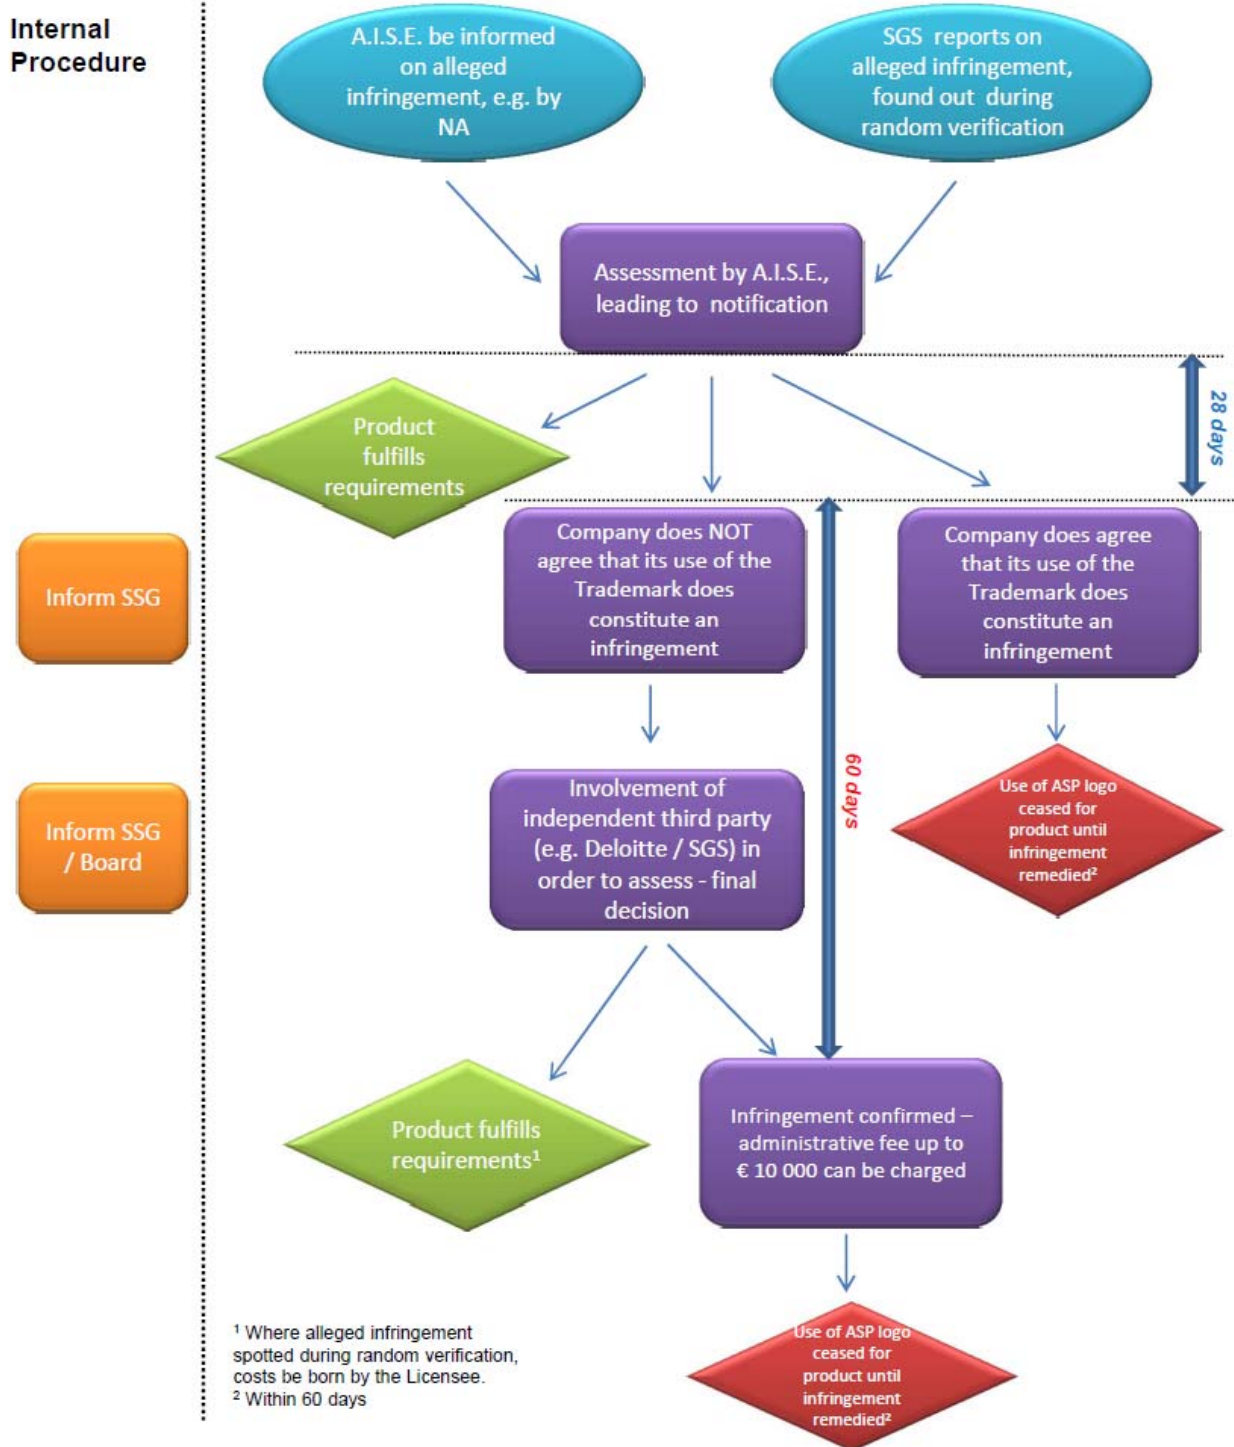 Internal
Procedure
A.I.S.E. be informed
on alleged
infringement, e.g. by
NA
SGS reports on
alleged infringement,
found out during
random verification
Assessment by A.I.S.E.,
leading to notification
28 days
Product
fulfills
requirements
Inform SSG
Company does NOT
agree that its use of the
Trademark does
constitute an
infringement
Company does agree
that its use of the
Trademark does
constitute an
infringement
60 days
Inform SSG
/ Board
Involvement of
independent third party
(e.g. Deloitte / SGS) in
order to assess - final
decision
Use of ASP logo
ceased for
product until
infringement
remedied²
Product fulfills
requirements¹
Infringement confirmed –
administrative fee up to
€ 10 000 can be charged
Use of ASP logo
ceased for
product until
infringement
remedied²
¹ Where alleged infringement
spotted during random verification,
costs be born by the Licensee.
² Within 60 days